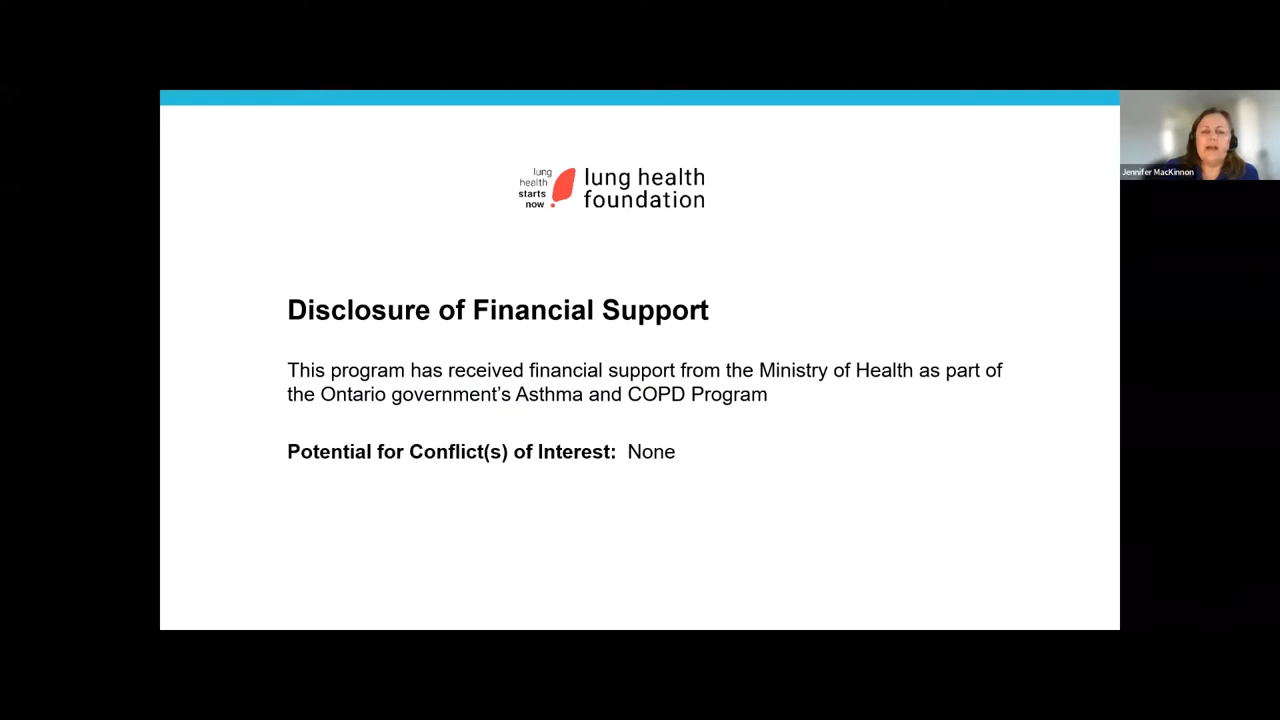 lung
health
starts
now
lung health
foundation
Jennifer MacKinnon
Disclosure of Financial Support
This program has received financial support from the Ministry of Health as part of
the Ontario government’s Asthma and COPD Program
Potential for Conflict(s) of Interest: None